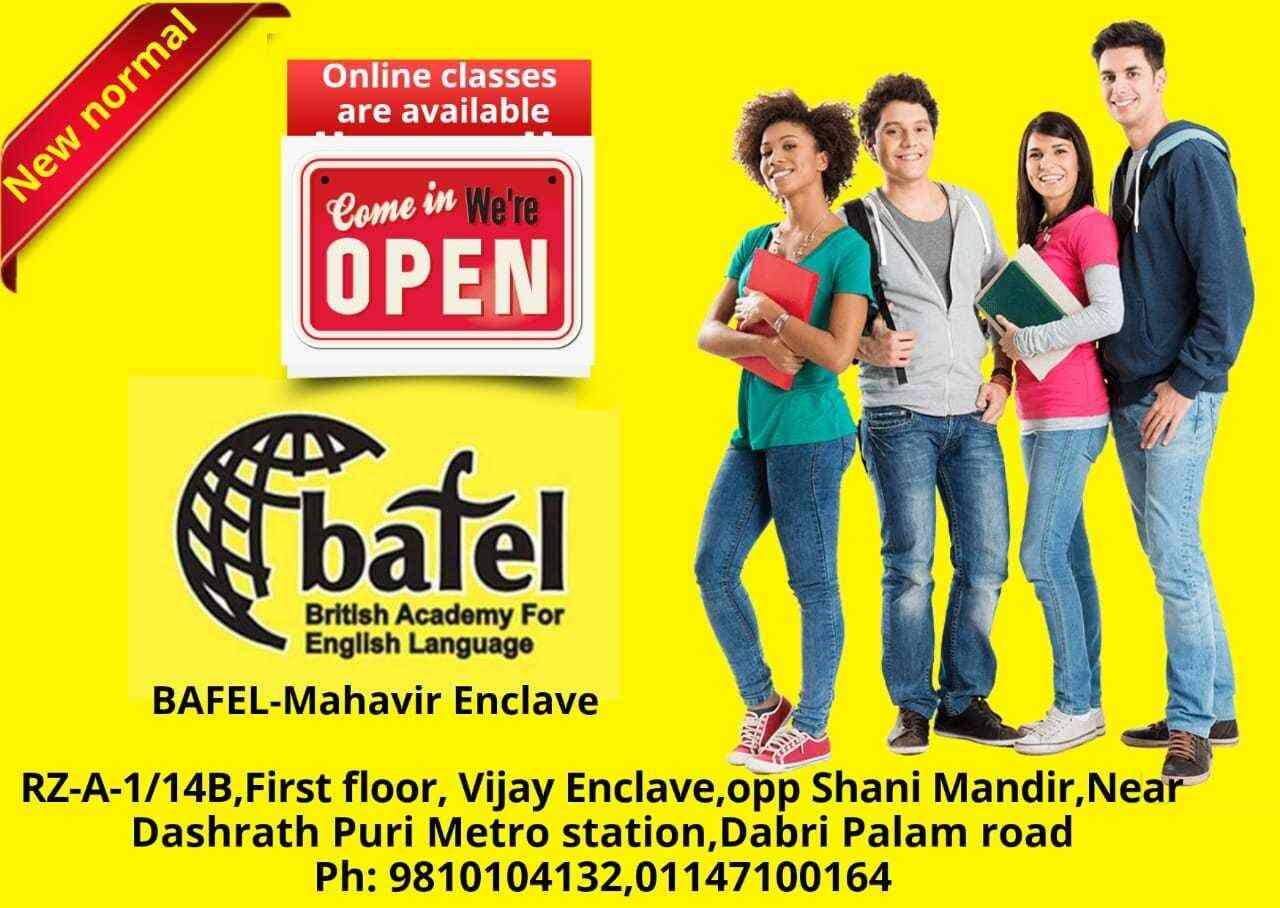 New normal
Online classes
are available
Come in We're
OPEN
bafel
British Academy For
English Language
BAFEL-Mahavir Enclave
RZ-A-1/14B,First floor, Vijay Enclave,opp Shani Mandir,Near
Dashrath Puri Metro station,Dabri Palam road
Ph: 9810104132,01147100164